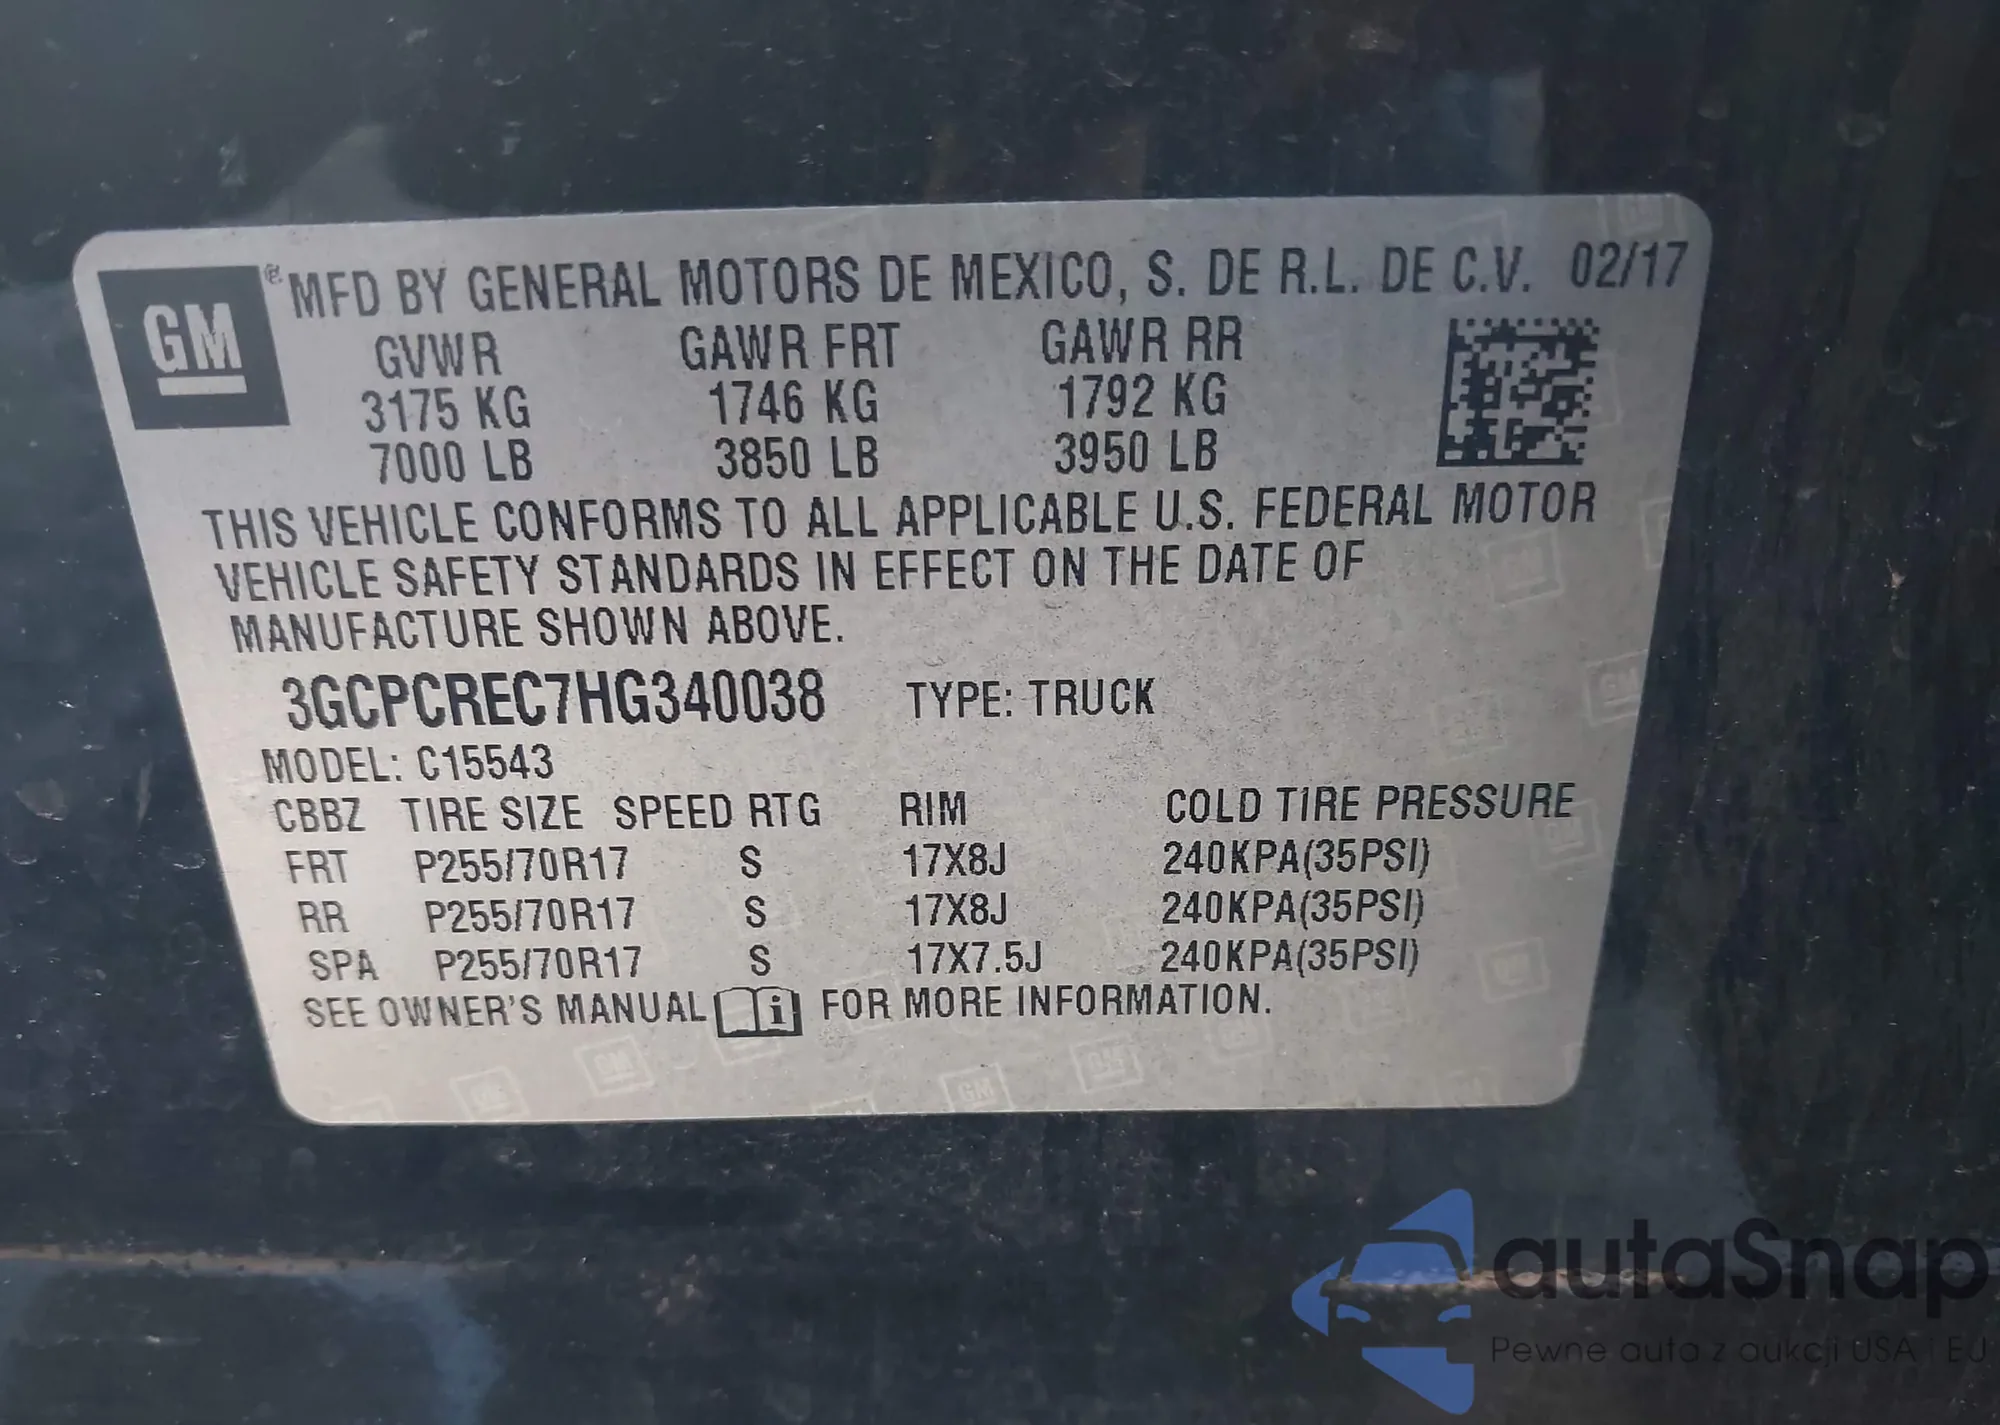 GM ® MFD BY GENERAL MOTORS DE MEXICO, S. DE R.L. DE C.V. 02/17
GVWR GAWR FRT GAWR RR
3175 KG 1746 KG 1792 KG
7000 LB 3850 LB 3950 LB
THIS VEHICLE CONFORMS TO ALL APPLICABLE U.S. FEDERAL MOTOR
VEHICLE SAFETY STANDARDS IN EFFECT ON THE DATE OF
MANUFACTURE SHOWN ABOVE.
3GCPCREC7HG340038 TYPE: TRUCK
MODEL: C15543
CBBZ TIRE SIZE SPEED RTG RIM COLD TIRE PRESSURE
FRT P255/70R17 S 17X8J 240KPA(35PSI)
RR P255/70R17 S 17X8J 240KPA(35PSI)
SPA P255/70R17 S 17X7.5J 240KPA(35PSI)
SEE OWNER'S MANUAL i FOR MORE INFORMATION.
autaSnap
Pewne auta z aukcji USA i EU